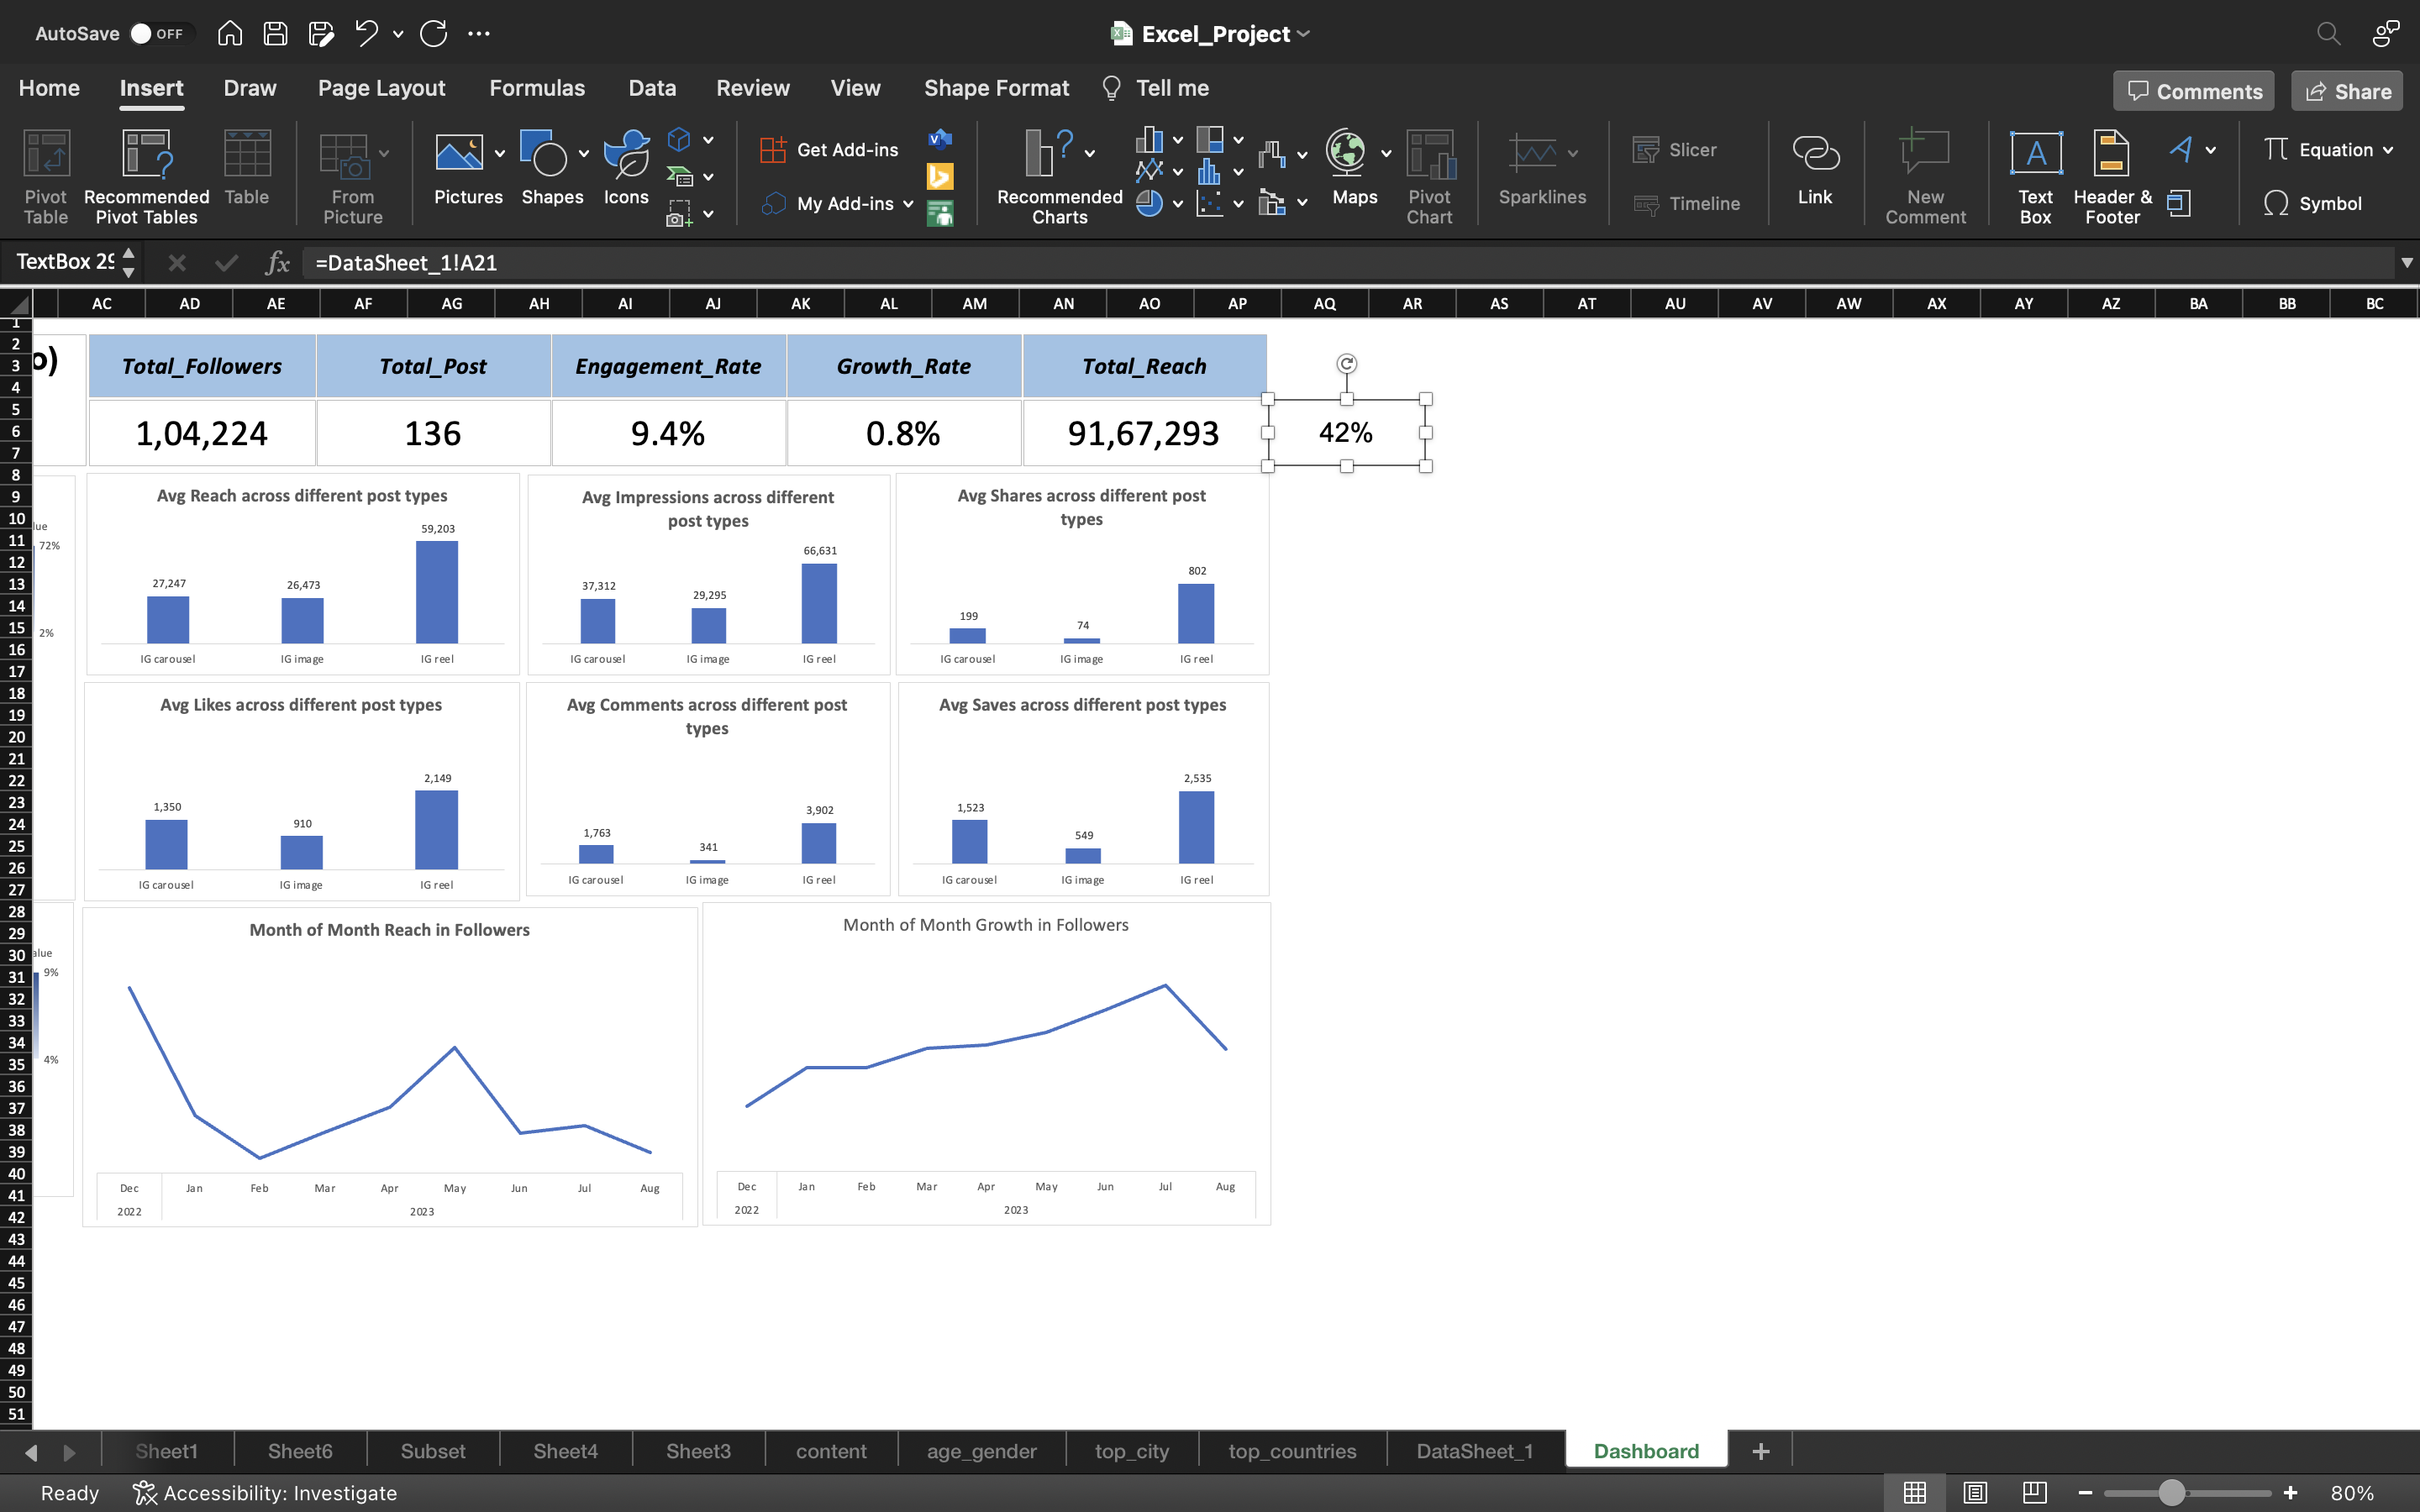 AutoSave OFF
Excel_Project
Home Insert Draw Page Layout Formulas Data Review View Shape Format Tell me Comments Share
Pivot Table
Recommended Pivot Tables
Table
From Picture
Pictures
Shapes
Icons
Get Add-ins
My Add-ins
Recommended Charts
Maps
Pivot Chart
Sparklines
Slicer
Timeline
Link
New Comment
Text Box
Header & Footer
Equation
Symbol
TextBox 29 fx =DataSheet_1!A21
AC AD AE AF AG AH AI AJ AK AL AM AN AO AP AQ AR AS AT AU AV AW AX AY AZ BA BB BC
1
2
3
4
5
6
7
8
9
10
11
12
13
14
15
16
17
18
19
20
21
22
23
24
25
26
27
28
29
30
31
32
33
34
35
36
37
38
39
40
41
42
43
44
45
46
47
48
49
50
51
o)
Total_Followers Total_Post Engagement_Rate Growth_Rate Total_Reach
1,04,224 136 9.4% 0.8% 91,67,293 42%
lue
72%
2%
alue
9%
4%
Avg Reach across different post types
59,203
27,247 26,473
IG carousel IG image IG reel
Avg Impressions across different
post types
66,631
37,312 29,295
IG carousel IG image IG reel
Avg Shares across different post
types
802
199 74
IG carousel IG image IG reel
Avg Likes across different post types
2,149
1,350 910
IG carousel IG image IG reel
Avg Comments across different post
types
3,902
1,763 341
IG carousel IG image IG reel
Avg Saves across different post types
2,535
1,523 549
IG carousel IG image IG reel
Month of Month Reach in Followers
Dec Jan Feb Mar Apr May Jun Jul Aug
2022 2023
Month of Month Growth in Followers
Dec Jan Feb Mar Apr May Jun Jul Aug
2022 2023
Sheet1 Sheet6 Subset Sheet4 Sheet3 content age_gender top_city top_countries DataSheet_1 Dashboard +
Ready Accessibility: Investigate − + 80%